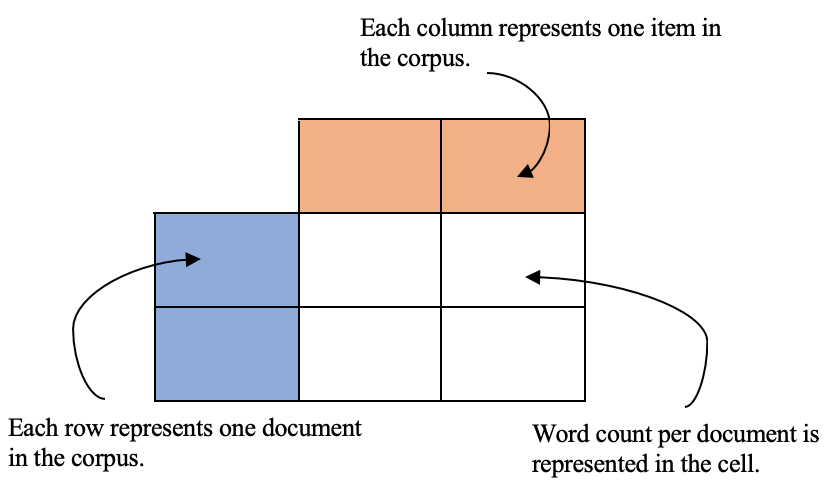 Each column represents one item in
the corpus.
Each row represents one document
in the corpus.
Word count per document is
represented in the cell.